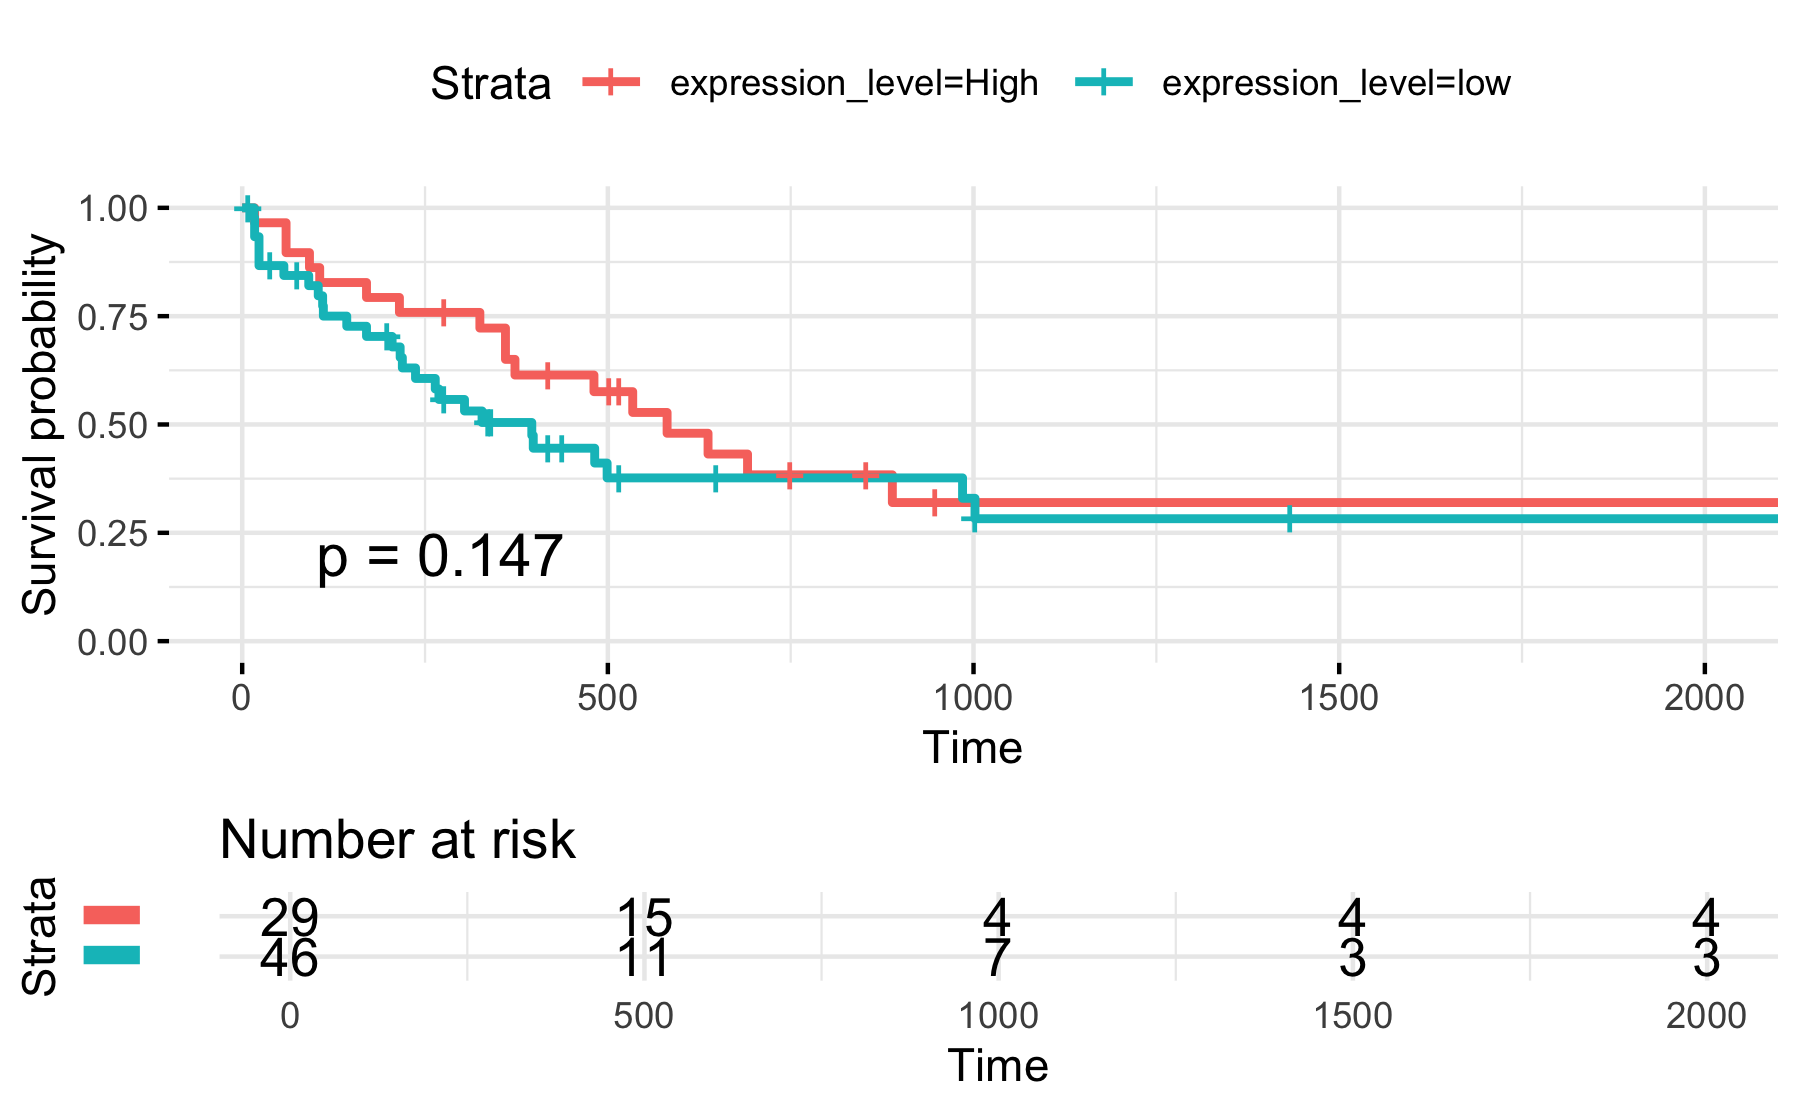 Strata expression_level=High expression_level=low
Survival probability
1.00
0.75
0.50
0.25
0.00
p = 0.147
0 500 1000 1500 2000
Time
Number at risk
Strata
29 15 4 4 4
46 11 7 3 3
0 500 1000 1500 2000
Time